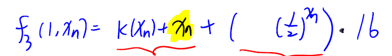 f₃(1, xₙ) = k(xₙ) + xₙ + ( (1/2)^xₙ ) · 16